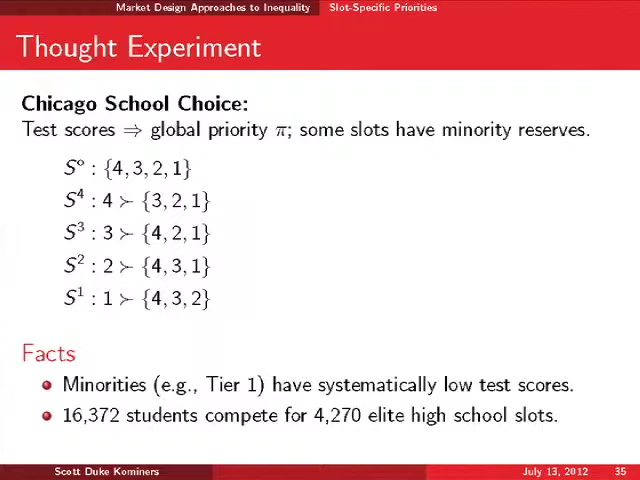 Market Design Approaches to Inequality Slot-Specific Priorities
Thought Experiment
Chicago School Choice:
Test scores ⇒ global priority π; some slots have minority reserves.
Sº : {4, 3, 2, 1}
S⁴ : 4 ≻ {3, 2, 1}
S³ : 3 ≻ {4, 2, 1}
S² : 2 ≻ {4, 3, 1}
S¹ : 1 ≻ {4, 3, 2}
Facts
Minorities (e.g., Tier 1) have systematically low test scores.
16,372 students compete for 4,270 elite high school slots.
Scott Duke Kominers July 13, 2012 35